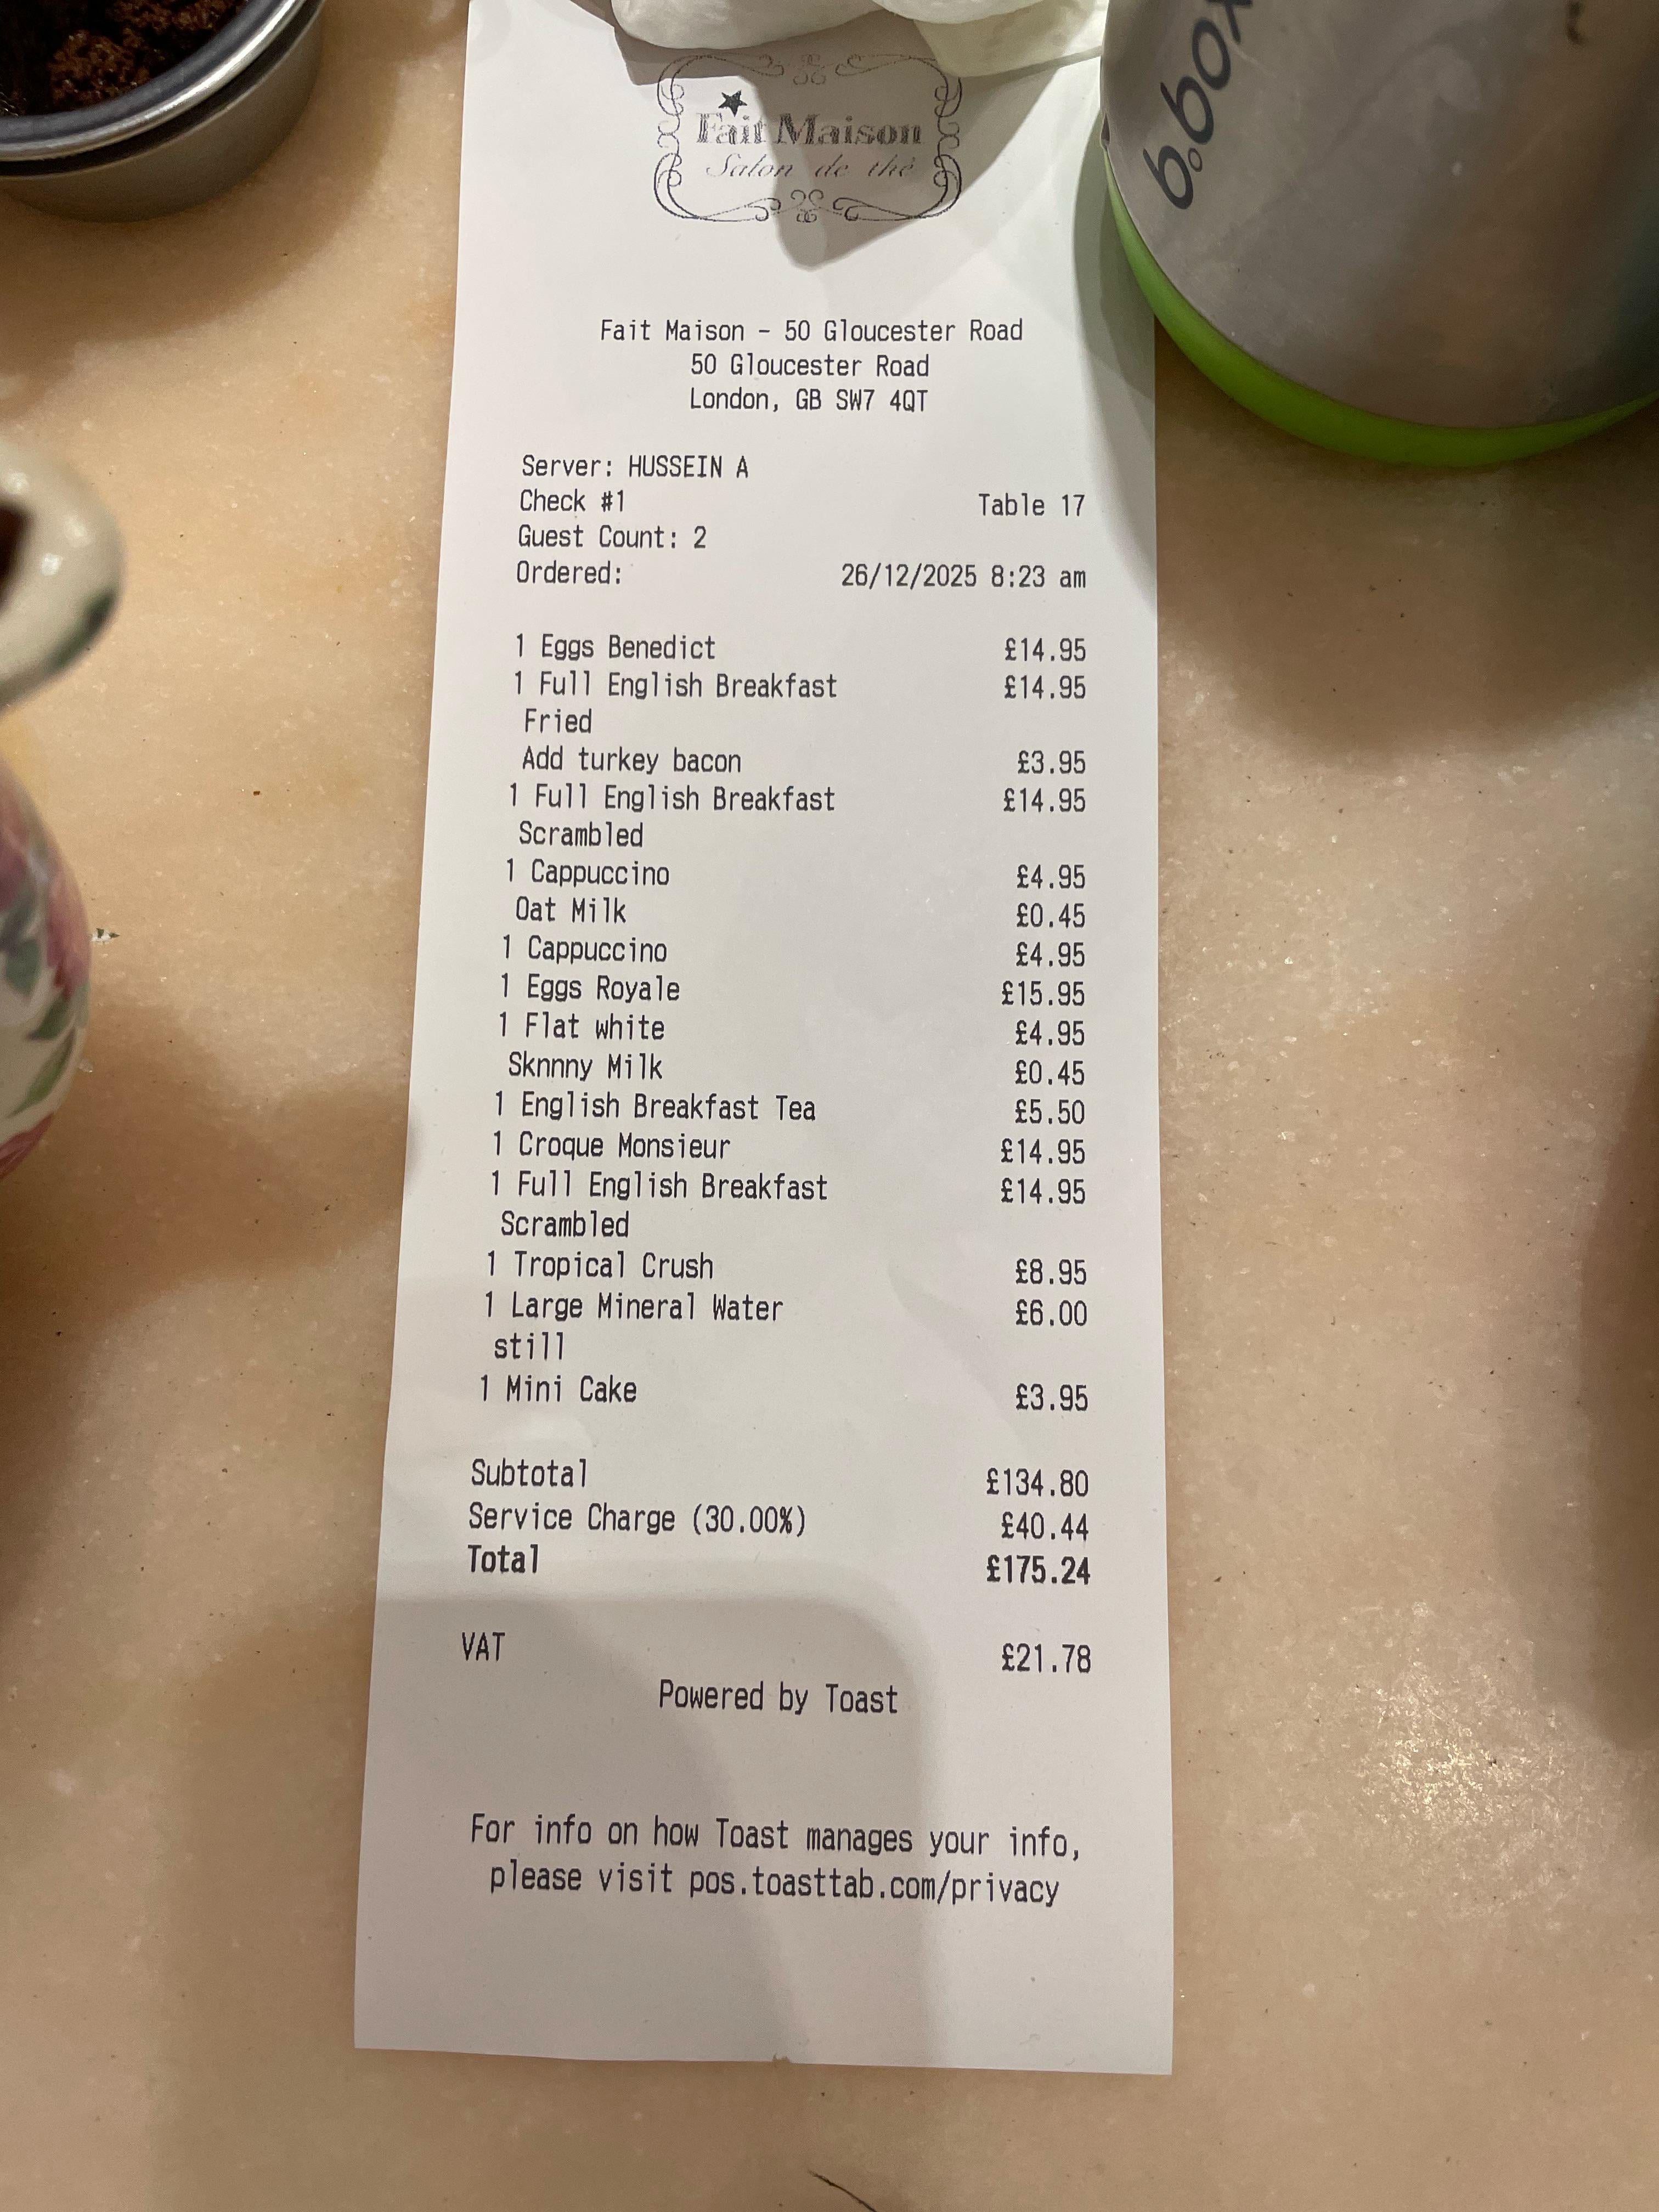 b.box
Fait Maison
Salon de thé
Fait Maison - 50 Gloucester Road
50 Gloucester Road
London, GB SW7 4QT
Server: HUSSEIN A
Check #1 Table 17
Guest Count: 2
Ordered: 26/12/2025 8:23 am
1 Eggs Benedict £14.95
1 Full English Breakfast £14.95
Fried
Add turkey bacon £3.95
1 Full English Breakfast £14.95
Scrambled
1 Cappuccino £4.95
Oat Milk £0.45
1 Cappuccino £4.95
1 Eggs Royale £15.95
1 Flat white £4.95
Sknnny Milk £0.45
1 English Breakfast Tea £5.50
1 Croque Monsieur £14.95
1 Full English Breakfast £14.95
Scrambled
1 Tropical Crush £8.95
1 Large Mineral Water £6.00
still
1 Mini Cake £3.95
Subtotal £134.80
Service Charge (30.00%) £40.44
Total £175.24
VAT £21.78
Powered by Toast
For info on how Toast manages your info,
please visit pos.toasttab.com/privacy